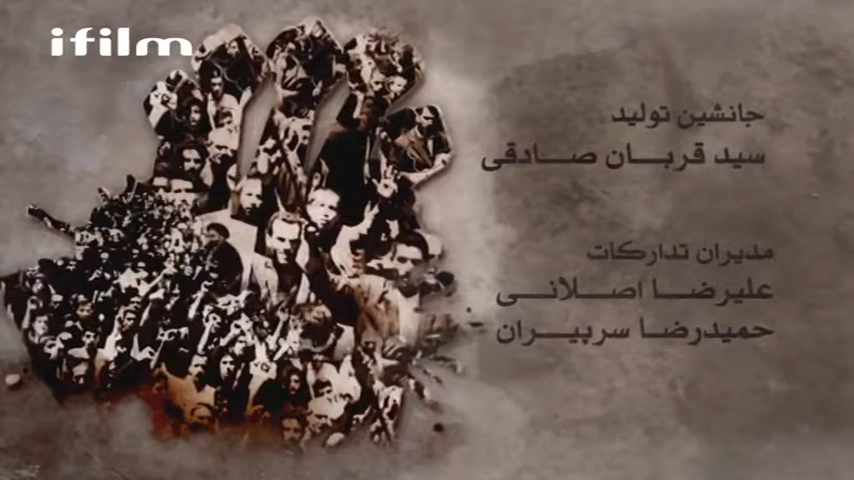 ifilm
جانشین تولید
سید قربان صادقی
مدیران تدارکات
علیرضا اصلانی
حمیدرضا سرپیران